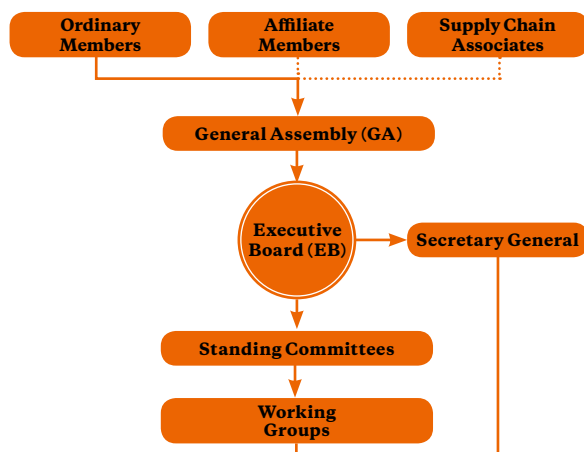 Ordinary
Members
Affiliate
Members
Supply Chain
Associates
General Assembly (GA)
Executive
Board (EB)
Secretary General
Standing Committees
Working
Groups